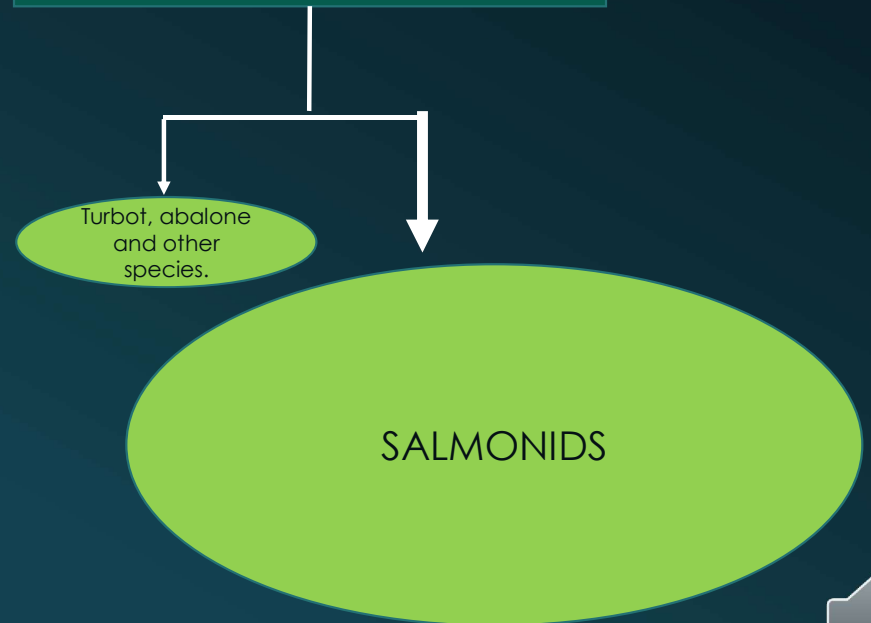 Turbot, abalone
and other
species.
SALMONIDS